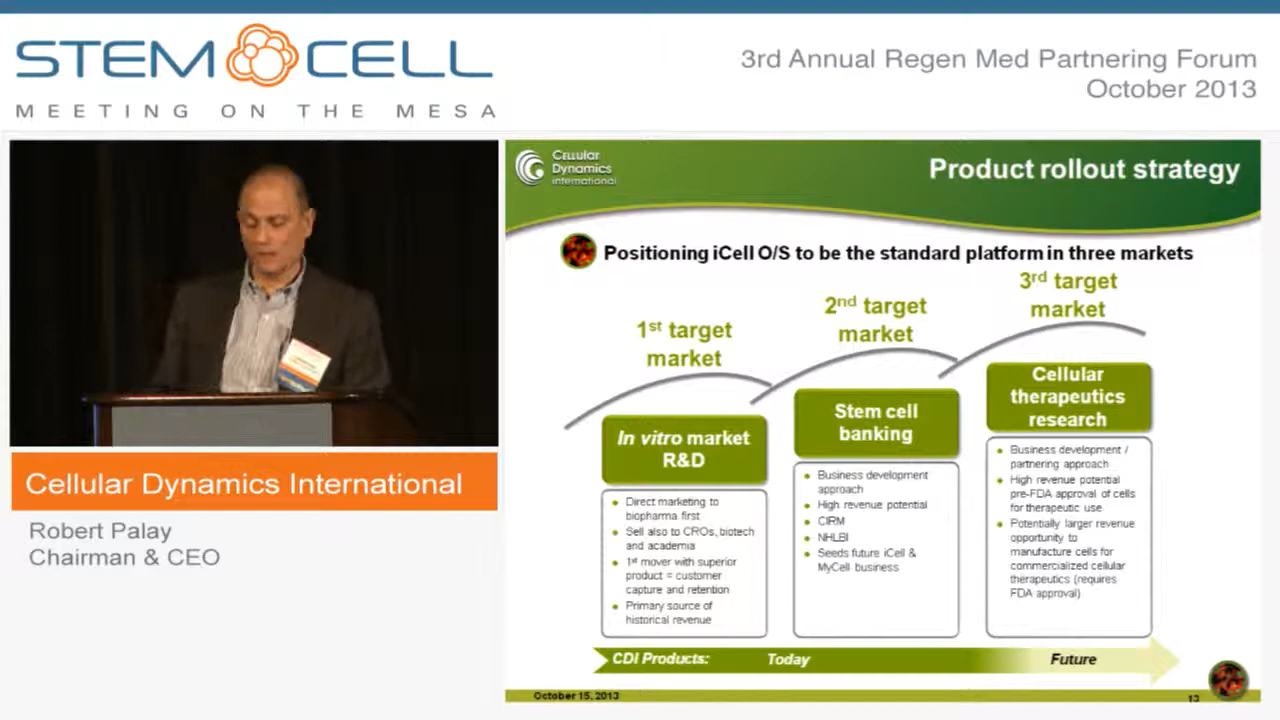 STEM CELL
MEETING ON THE MESA
3rd Annual Regen Med Partnering Forum
October 2013
Cellular
Dynamics
international
Product rollout strategy
Positioning iCell O/S to be the standard platform in three markets
1st target
market
2nd target
market
3rd target
market
In vitro market
R&D
• Direct marketing to
biopharma first
• Sell also to CROs, biotech
and academia
• 1st mover with superior
product = customer
capture and retention
• Primary source of
historical revenue
Stem cell
banking
• Business development
approach
• High revenue potential
• CIRM
• NHLBI
• Seeds future iCell &
MyCell business
Cellular
therapeutics
research
• Business development /
partnering approach
• High revenue potential
pre-FDA approval of cells
for therapeutic use
• Potentially larger revenue
opportunity to
manufacture cells for
commercialized cellular
therapeutics (requires
FDA approval)
CDI Products: Today Future
October 15, 2013
13
Cellular Dynamics International
Robert Palay
Chairman & CEO